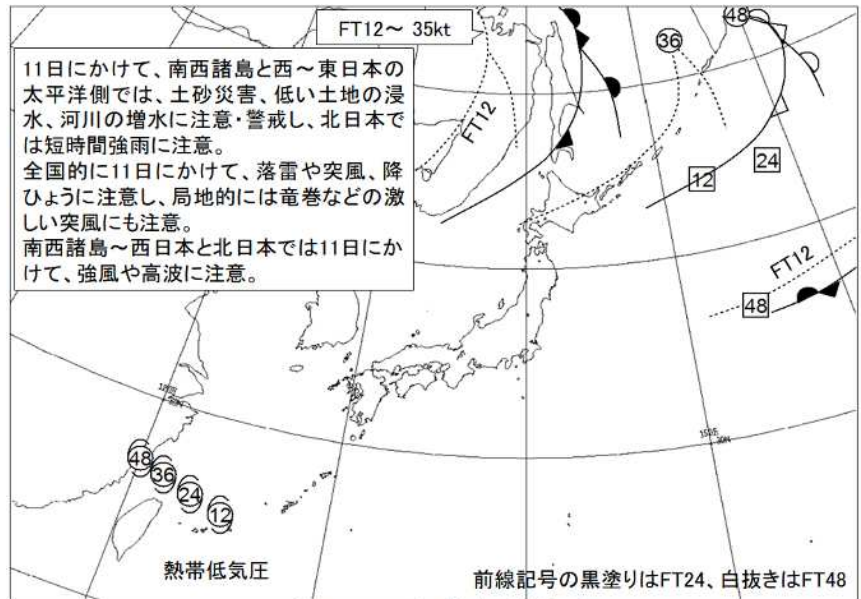 FT12～ 35kt
11日にかけて、南西諸島と西～東日本の
太平洋側では、土砂災害、低い土地の浸
水、河川の増水に注意・警戒し、北日本で
は短時間強雨に注意。
全国的に11日にかけて、落雷や突風、降
ひょうに注意し、局地的には竜巻などの激
しい突風にも注意。
南西諸島～西日本と北日本では11日にか
けて、強風や高波に注意。
48
36
FT12
24
12
FT12
48
150E
30N
48
36
24
12
熱帯低気圧
前線記号の黒塗りはFT24、白抜きはFT48